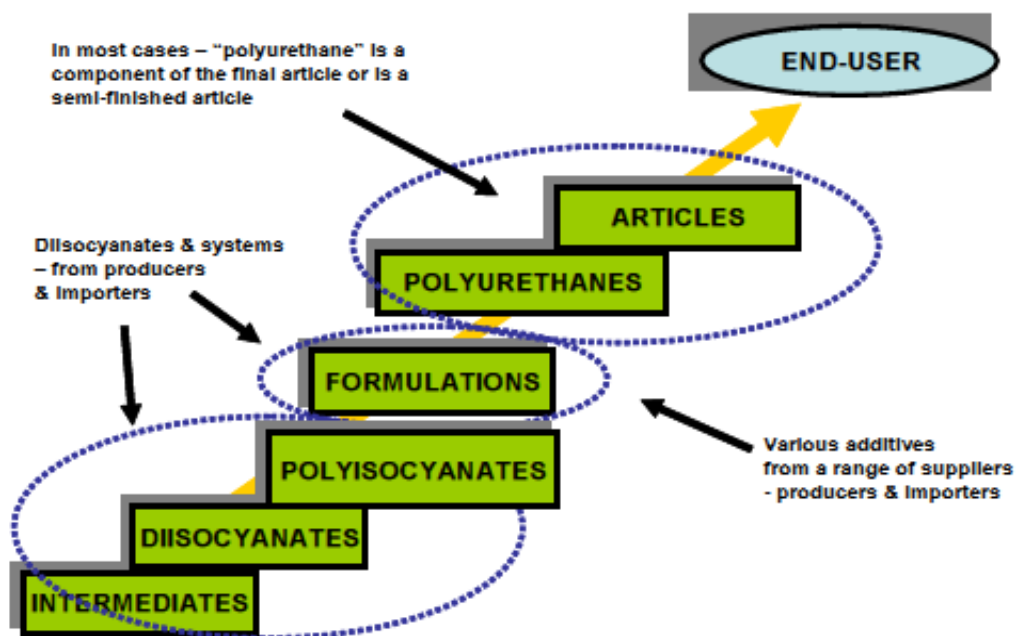 In most cases – “polyurethane” is a
component of the final article or is a
semi-finished article
END-USER
ARTICLES
POLYURETHANES
Diisocyanates & systems
– from producers
& importers
FORMULATIONS
POLYISOCYANATES
Various additives
from a range of suppliers
- producers & importers
DIISOCYANATES
INTERMEDIATES